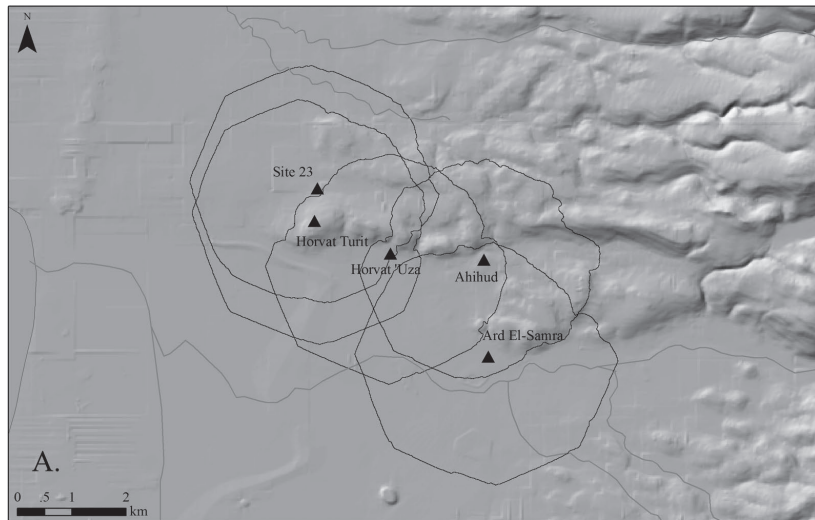 N
Site 23
Horvat Turit
Horvat 'Uza
Ahihud
Ard El-Samra
A.
0 .5 1 2
km